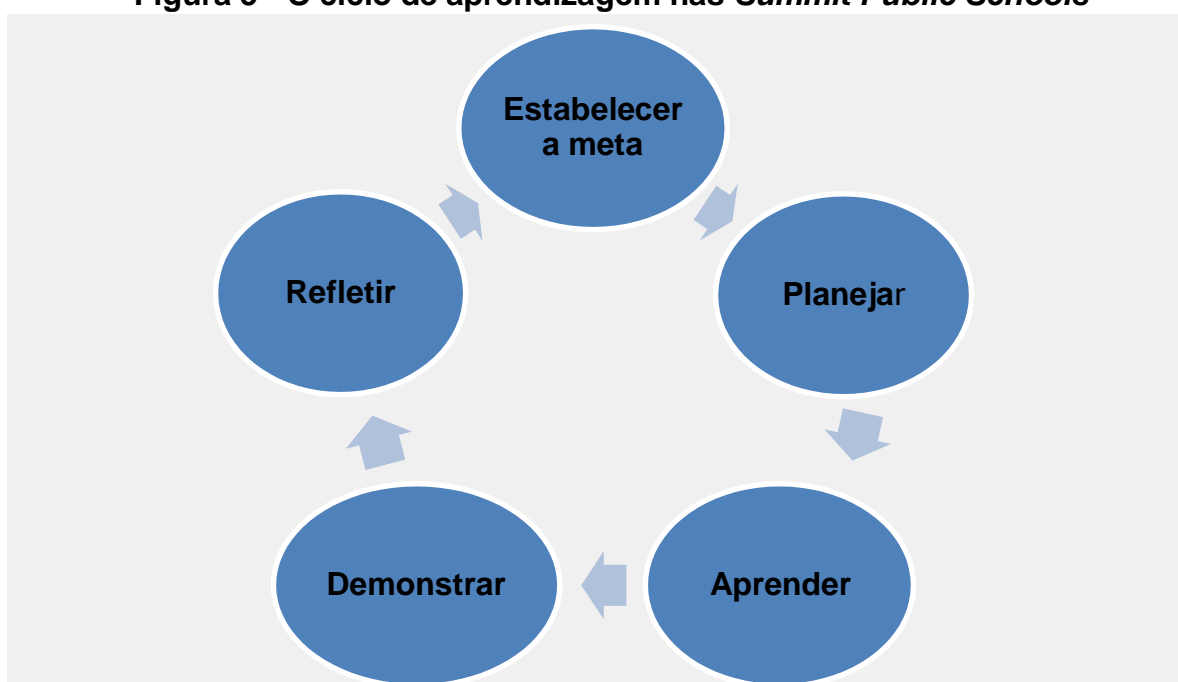 O ciclo de aprendizagem nas Summit Public Schools
Estabelecer
a meta
Planejar
Aprender
Demonstrar
Refletir